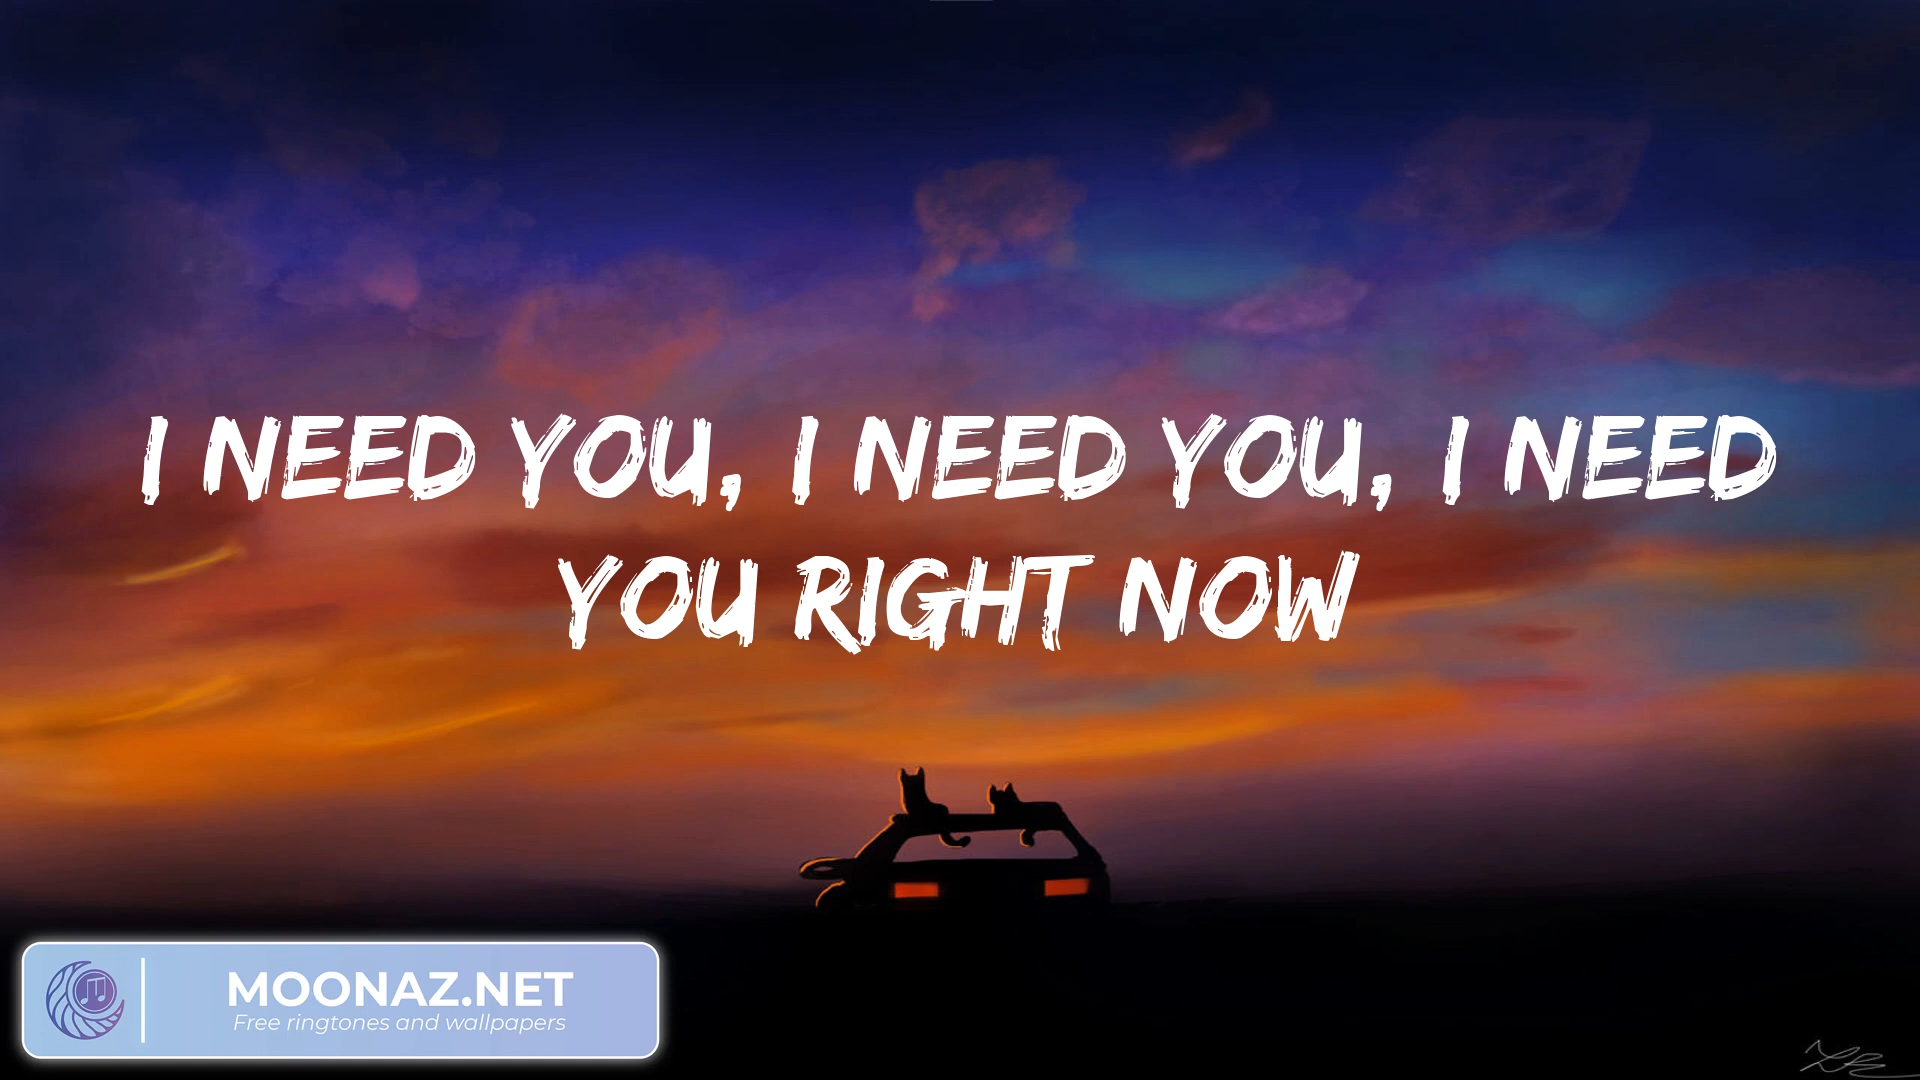 I NEED YOU, I NEED YOU, I NEED
YOU RIGHT NOW
MOONAZ.NET
Free ringtones and wallpapers